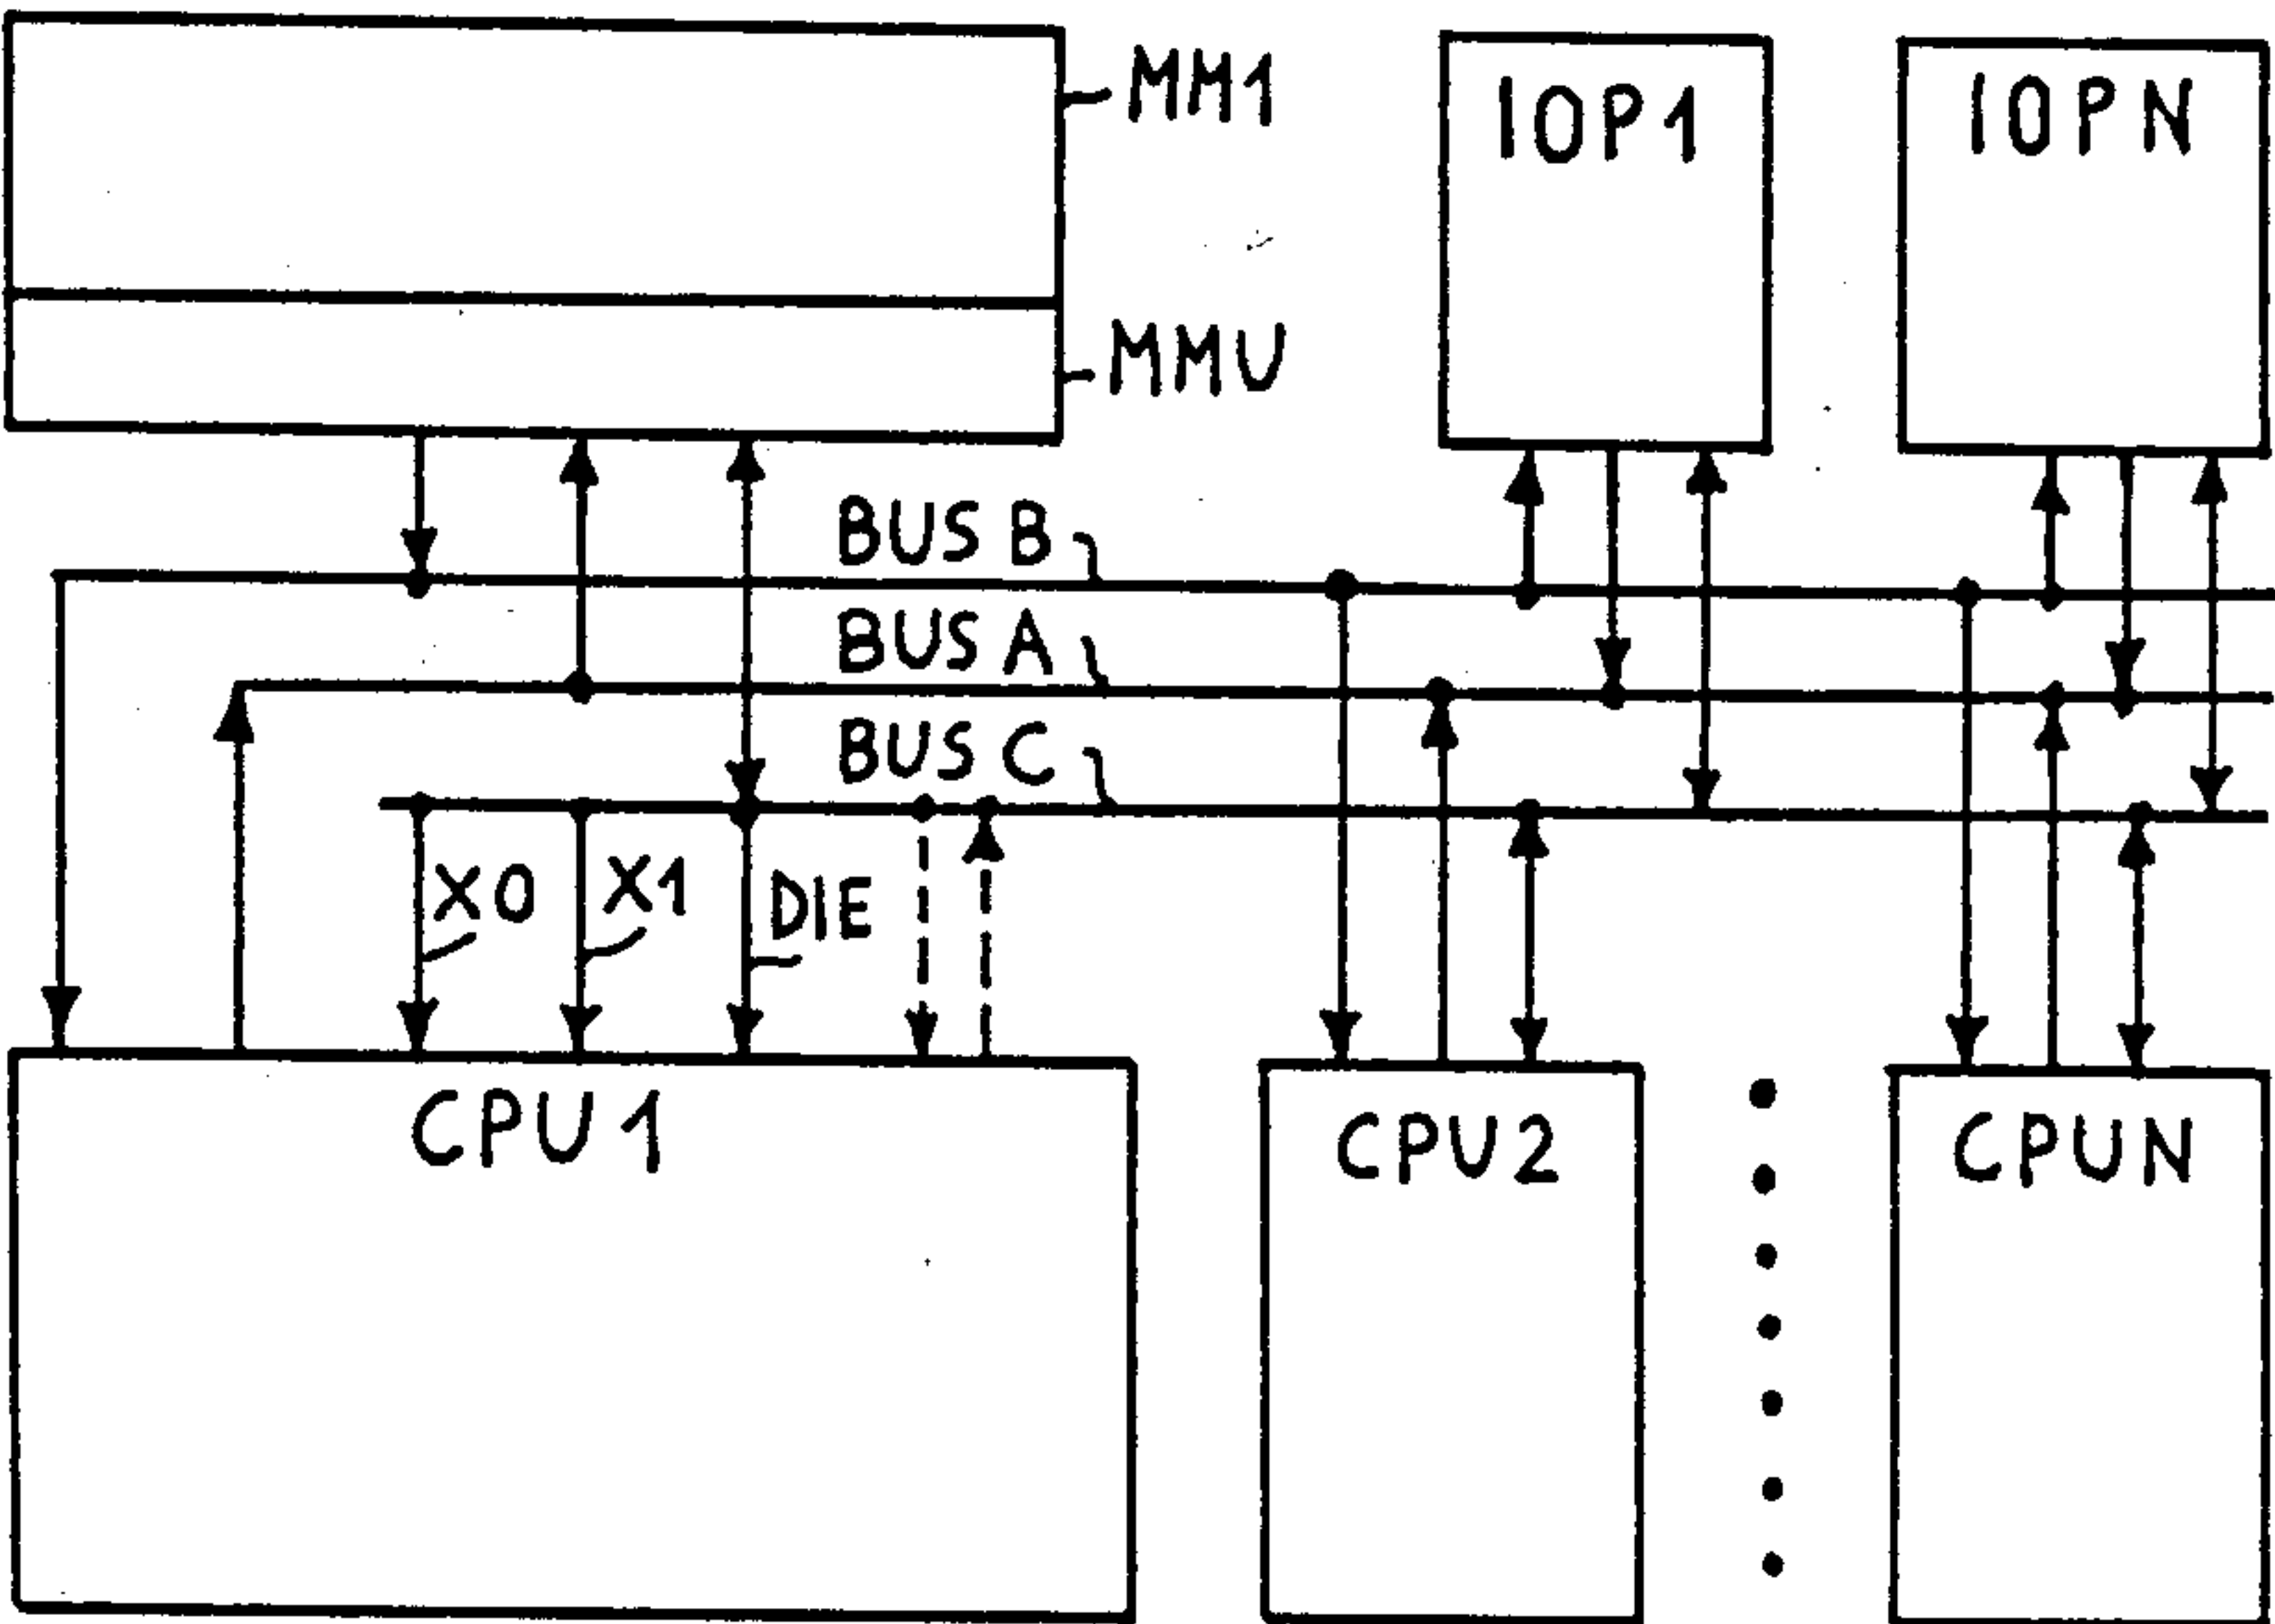 MM1
IOP1
IOPN
MMU
BUS B
BUS A
BUS C
X0
X1
DIE
CPU1
CPU2
CPUN